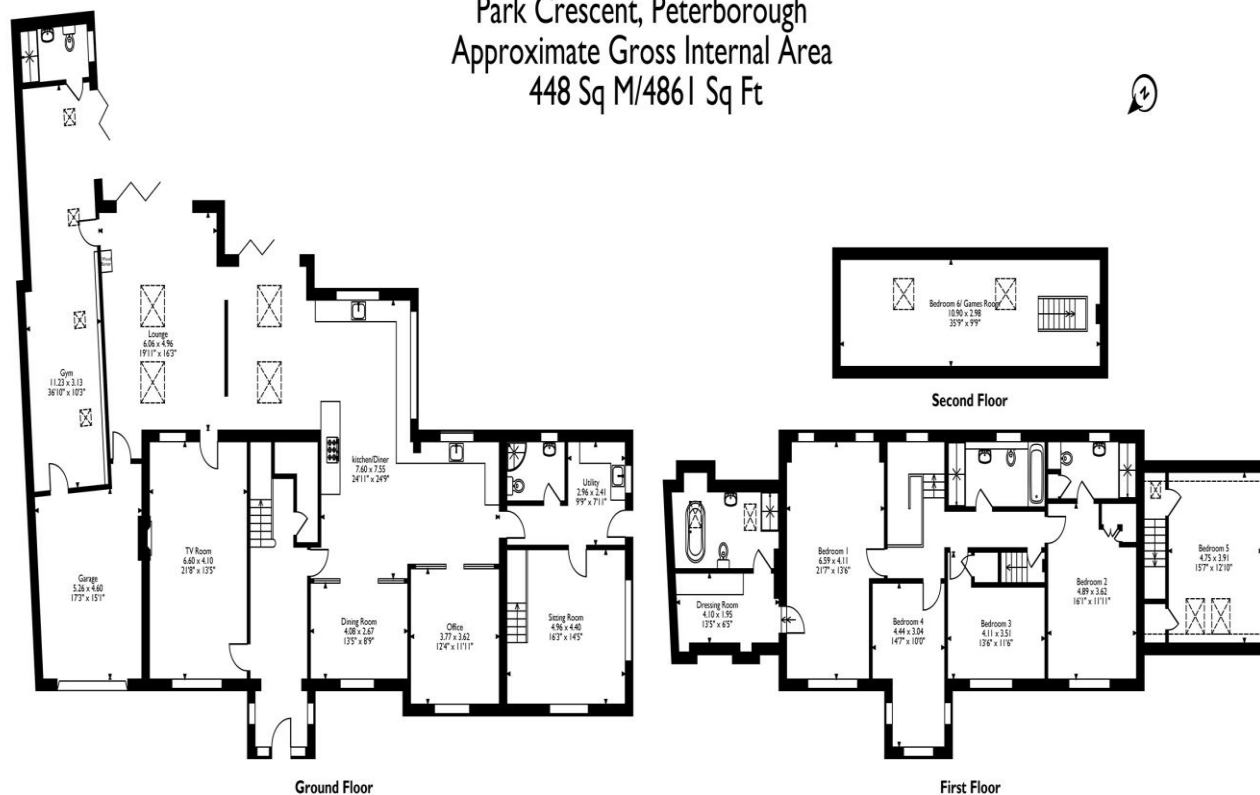 Park Crescent, Peterborough
Approximate Gross Internal Area
448 Sq M/4861 Sq Ft
N
Lounge
6.06 x 4.96
19'11" x 16'3"
Gym
11.23 x 3.13
36'10" x 10'3"
kitchen/Diner
7.60 x 7.55
24'11" x 24'9"
Utility
2.96 x 2.41
9'9" x 7'11"
TV Room
6.60 x 4.10
21'8" x 13'5"
Garage
5.26 x 4.60
17'3" x 15'1"
Dining Room
4.08 x 2.67
13'5" x 8'9"
Office
3.77 x 3.62
12'4" x 11'11"
Sitting Room
4.96 x 4.40
16'3" x 14'5"
Ground Floor
Bedroom 6/ Games Room
10.90 x 2.98
35'9" x 9'9"
Second Floor
Bedroom 1
6.59 x 4.11
21'7" x 13'6"
Dressing Room
4.10 x 1.95
13'5" x 6'5"
Bedroom 4
4.44 x 3.04
14'7" x 10'0"
Bedroom 3
4.11 x 3.51
13'6" x 11'6"
Bedroom 2
4.89 x 3.62
16'1" x 11'11"
Bedroom 5
4.75 x 3.91
15'7" x 12'10"
First Floor